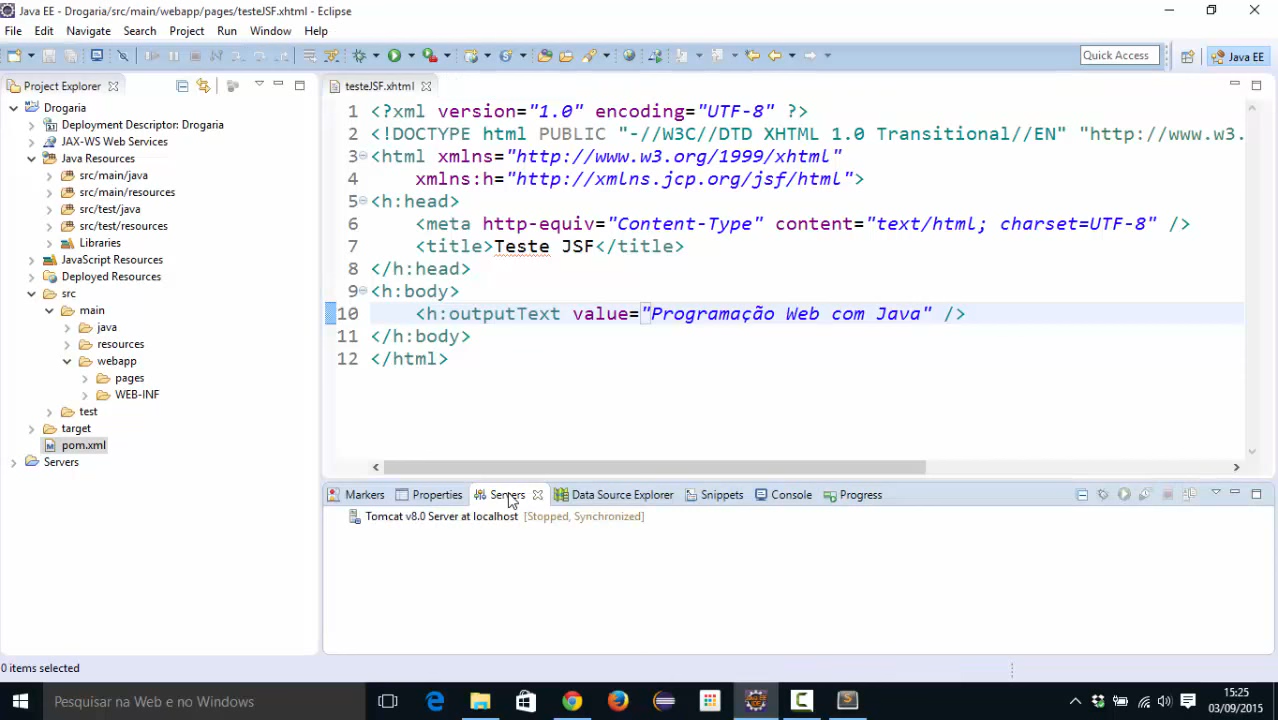 Java EE - Drogaria/src/main/webapp/pages/testeJSF.xhtml - Eclipse
File Edit Navigate Search Project Run Window Help
Quick Access
Java EE
Project Explorer
Drogaria
Deployment Descriptor: Drogaria
JAX-WS Web Services
Java Resources
src/main/java
src/main/resources
src/test/java
src/test/resources
Libraries
JavaScript Resources
Deployed Resources
src
main
java
resources
webapp
pages
WEB-INF
test
target
pom.xml
Servers
testeJSF.xhtml
1 <?xml version="1.0" encoding="UTF-8" ?>
2 <!DOCTYPE html PUBLIC "-//W3C//DTD XHTML 1.0 Transitional//EN" "http://www.w3.
3 <html xmlns="http://www.w3.org/1999/xhtml"
4 xmlns:h="http://xmlns.jcp.org/jsf/html">
5 <h:head>
6 <meta http-equiv="Content-Type" content="text/html; charset=UTF-8" />
7 <title>Teste JSF</title>
8 </h:head>
9 <h:body>
10 <h:outputText value="Programação Web com Java" />
11 </h:body>
12 </html>
Markers Properties Servers Data Source Explorer Snippets Console Progress
Tomcat v8.0 Server at localhost [Stopped, Synchronized]
0 items selected
Pesquisar na Web e no Windows
15:25
03/09/2015